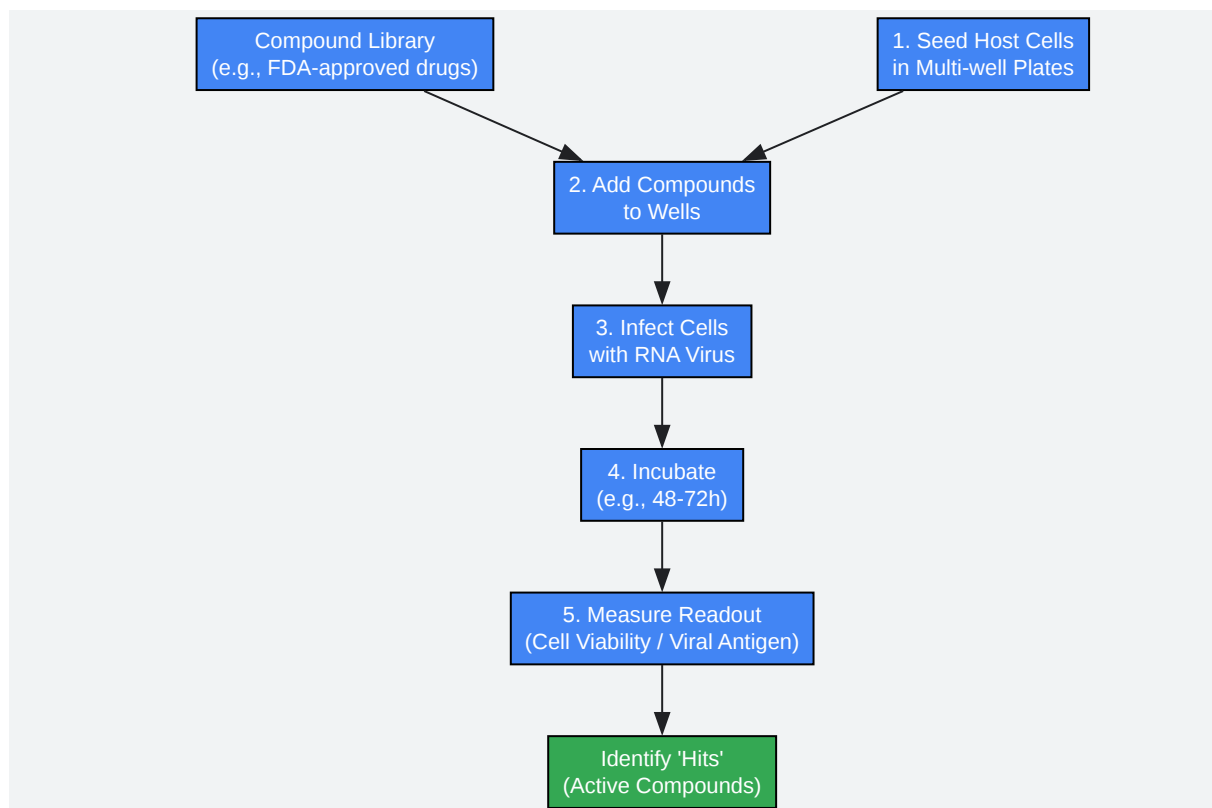 Compound Library
(e.g., FDA-approved drugs)
1. Seed Host Cells
in Multi-well Plates
2. Add Compounds
to Wells
3. Infect Cells
with RNA Virus
4. Incubate
(e.g., 48-72h)
5. Measure Readout
(Cell Viability / Viral Antigen)
Identify 'Hits'
(Active Compounds)